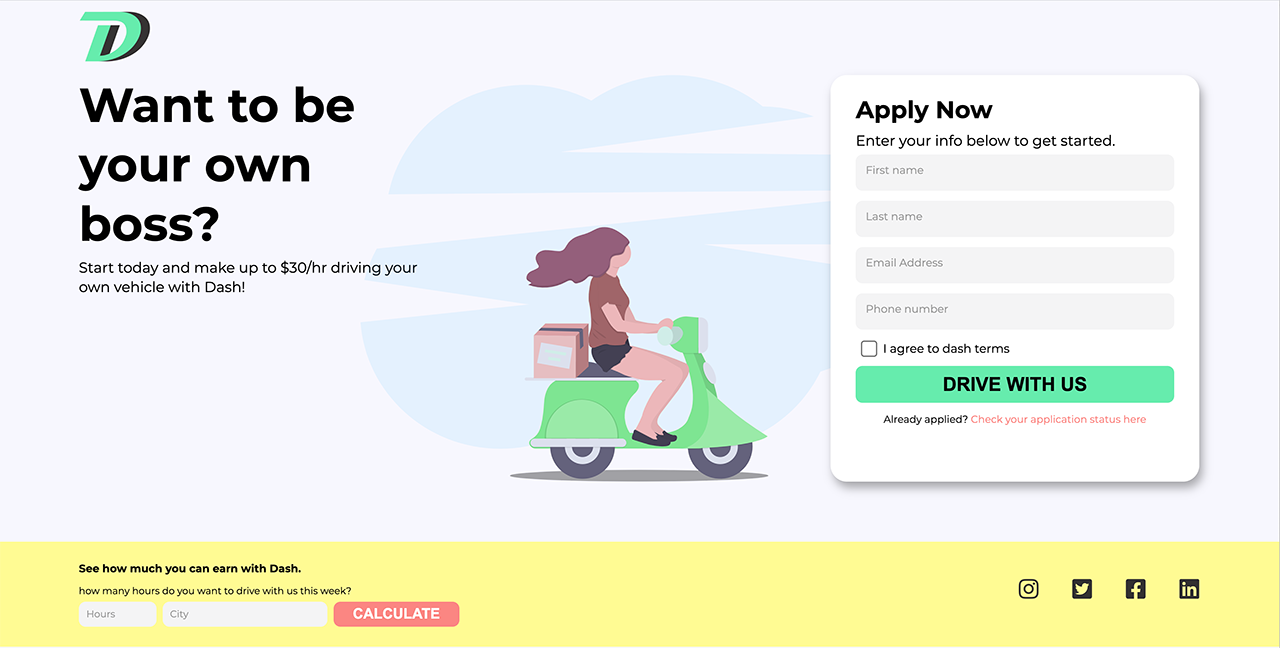 D
Want to be
your own
boss?
Start today and make up to $30/hr driving your
own vehicle with Dash!
Apply Now
Enter your info below to get started.
First name
Last name
Email Address
Phone number
I agree to dash terms
DRIVE WITH US
Already applied? Check your application status here
See how much you can earn with Dash.
how many hours do you want to drive with us this week?
Hours City CALCULATE